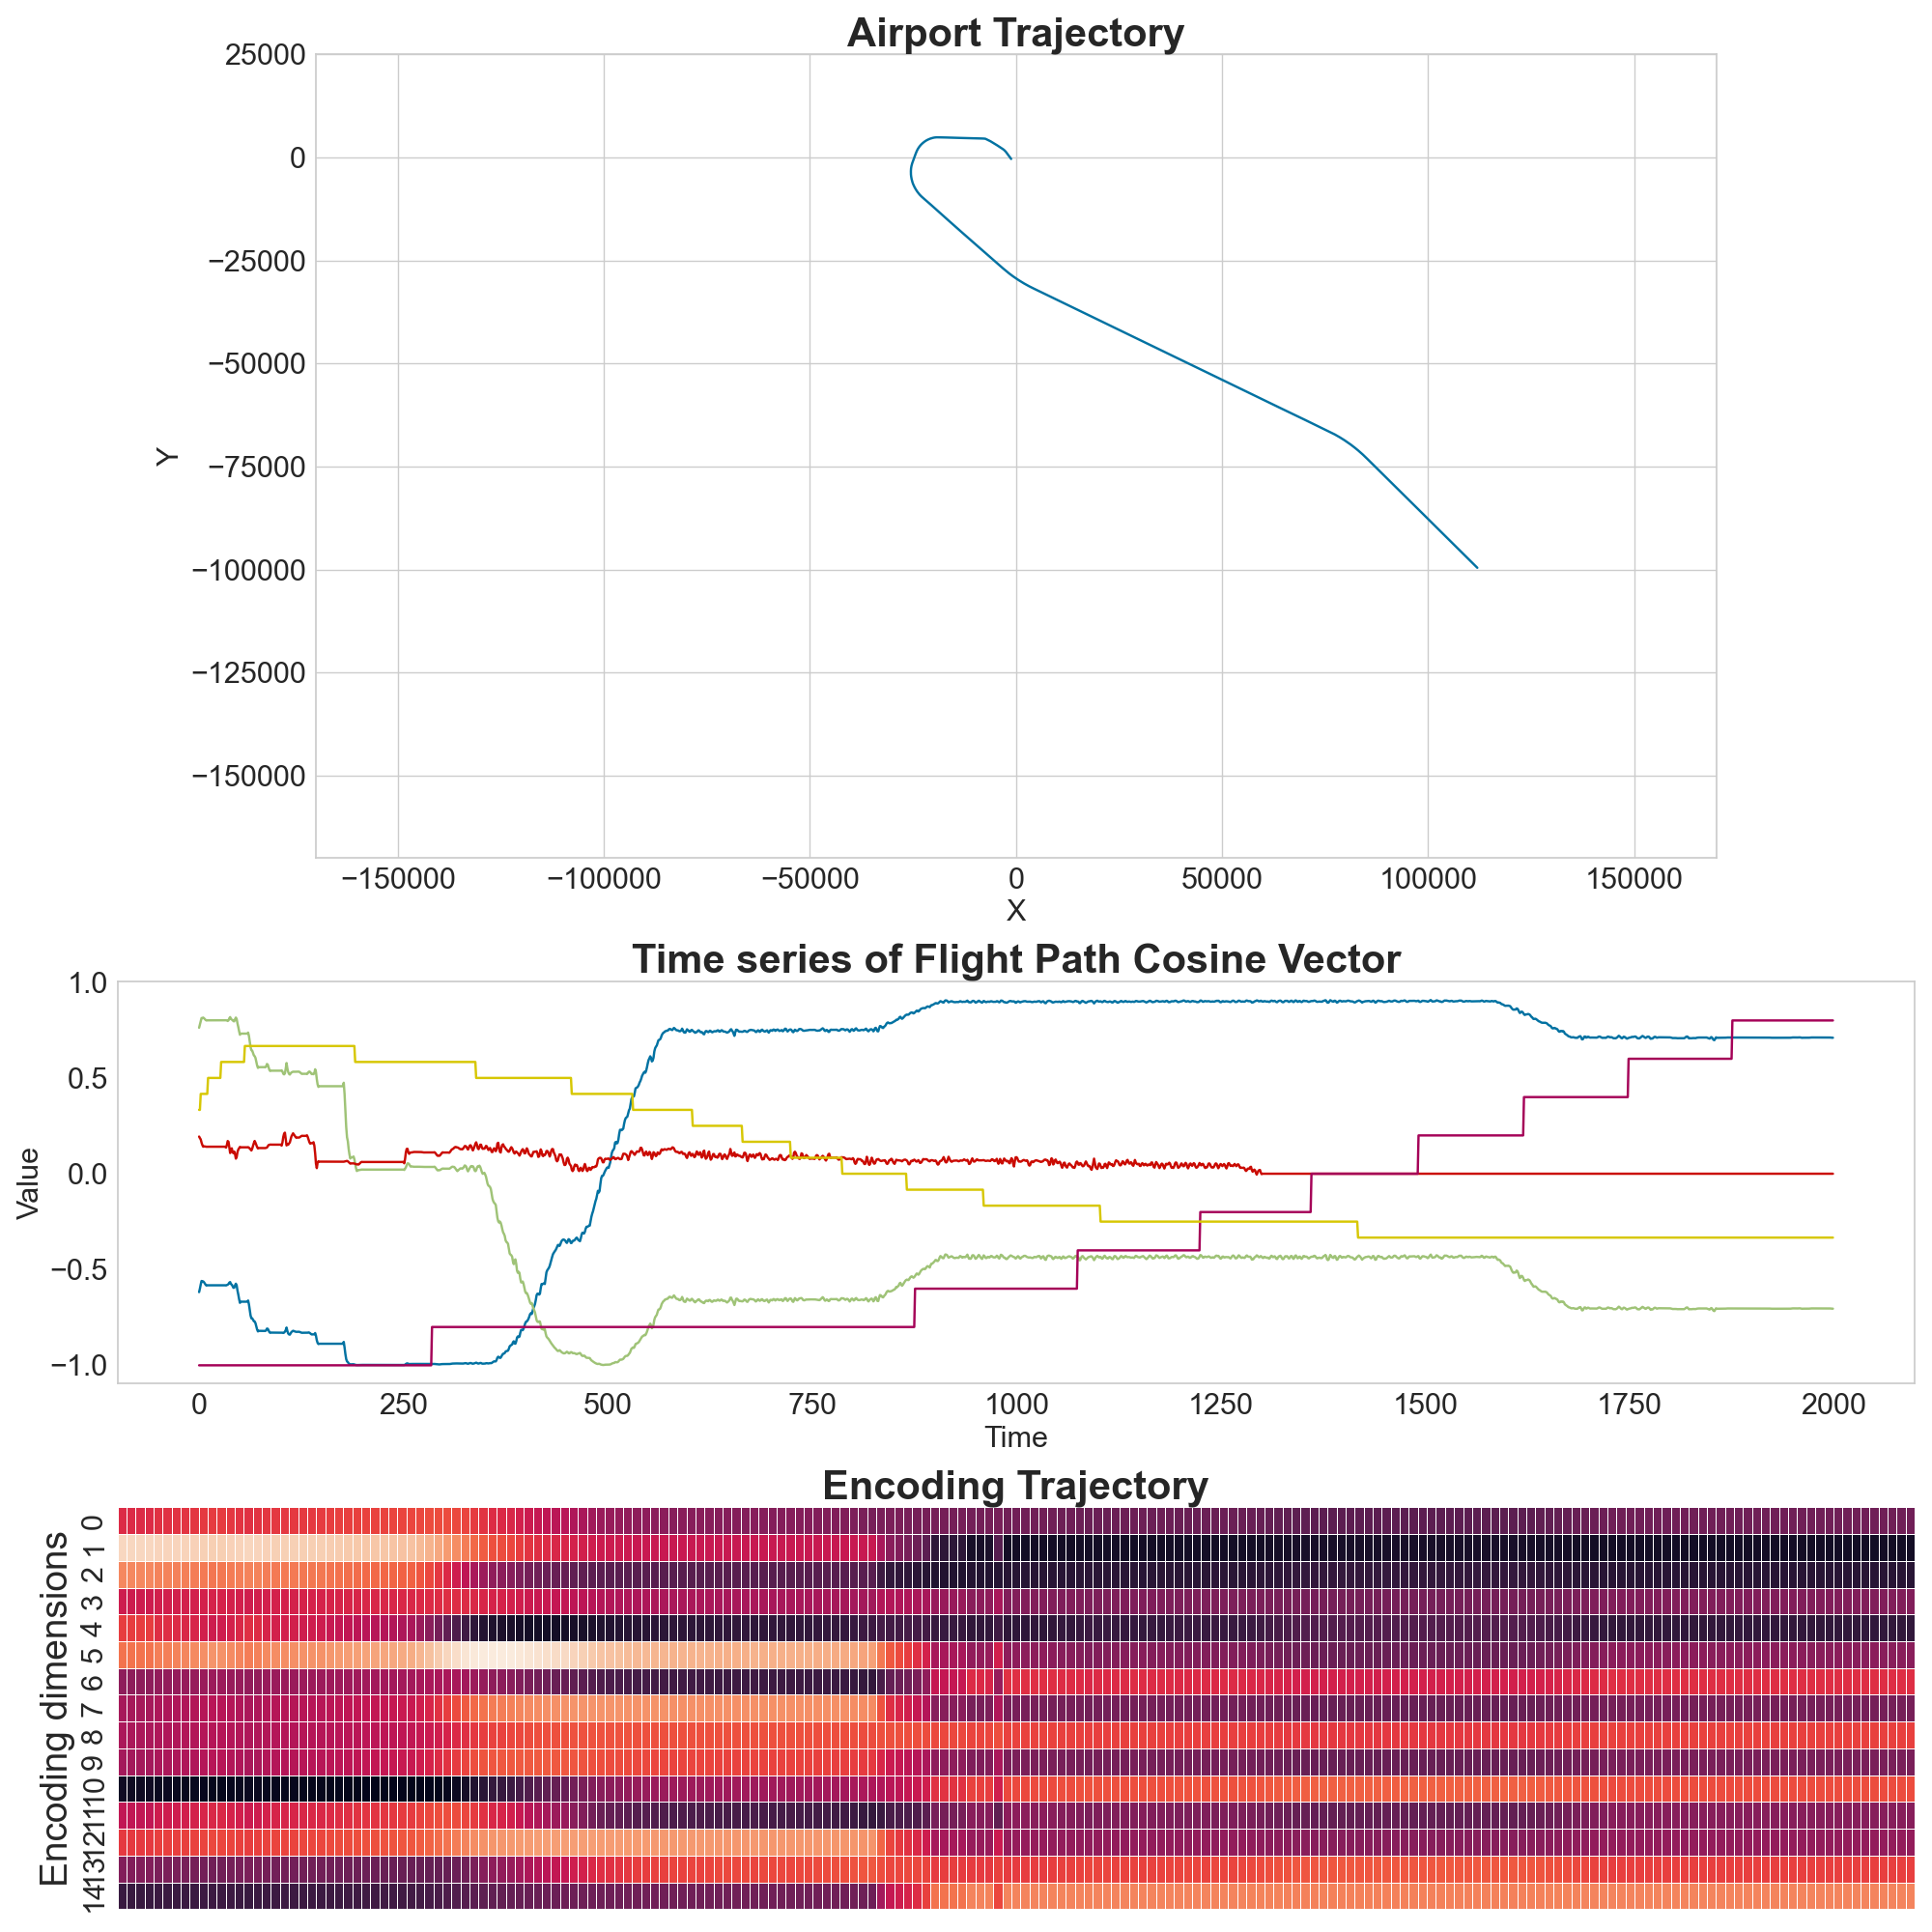 Airport Trajectory
25000
0
−25000
−50000
−75000
−100000
−125000
−150000
Y
−150000 −100000 −50000 0 50000 100000 150000
X
Time series of Flight Path Cosine Vector
1.0
0.5
0.0
−0.5
−1.0
Value
0 250 500 750 1000 1250 1500 1750 2000
Time
Encoding Trajectory
Encoding dimensions
0
1
2
3
4
5
6
7
8
9
10
11
12
13
14